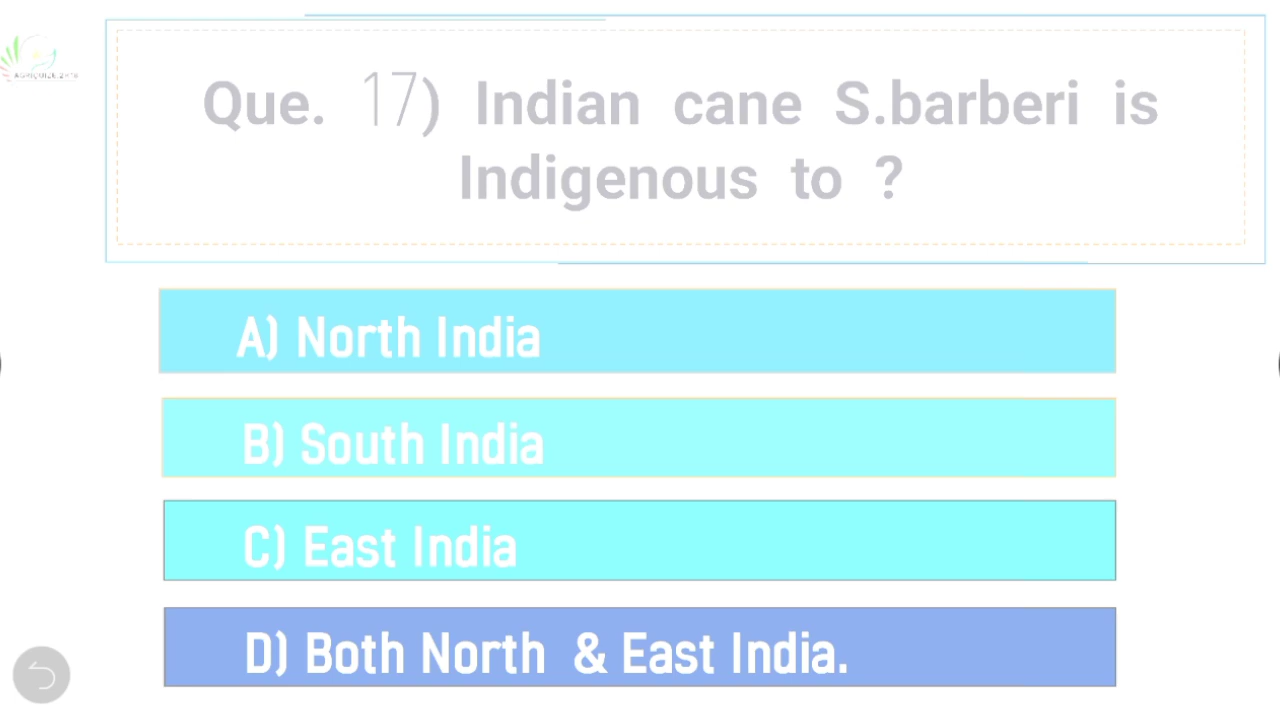 Que. 17) Indian cane S.barberi is
Indigenous to ?
A) North India
B) South India
C) East India
D) Both North & East India.